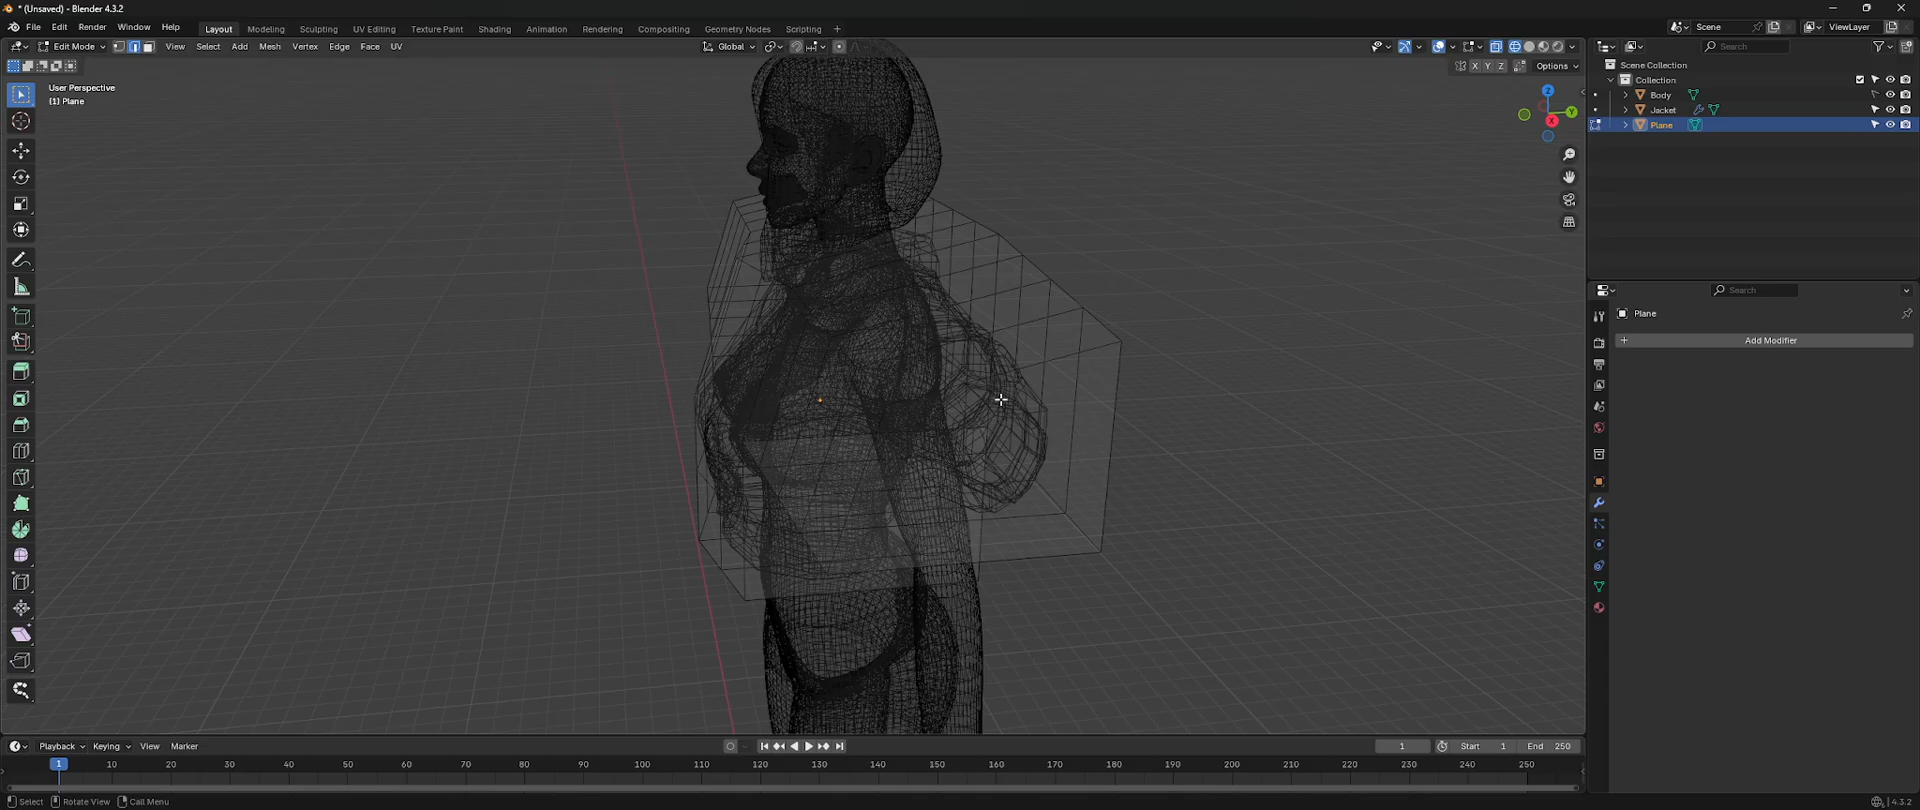 * (Unsaved) - Blender 4.3.2
File Edit Render Window Help
Layout Modeling Sculpting UV Editing Texture Paint Shading Animation Rendering Compositing Geometry Nodes Scripting +
Scene
ViewLayer
Edit Mode View Select Add Mesh Vertex Edge Face UV
Global
Search
X Y Z Options
User Perspective
(1) Plane
Z
Y
X
Scene Collection
Collection
Body
Jacket
Plane
Search
Plane
+ Add Modifier
Playback Keying View Marker
1 Start 1 End 250
1 10 20 30 40 50 60 70 80 90 100 110 120 130 140 150 160 170 180 190 200 210 220 230 240 250
Select Rotate View Call Menu
4.3.2